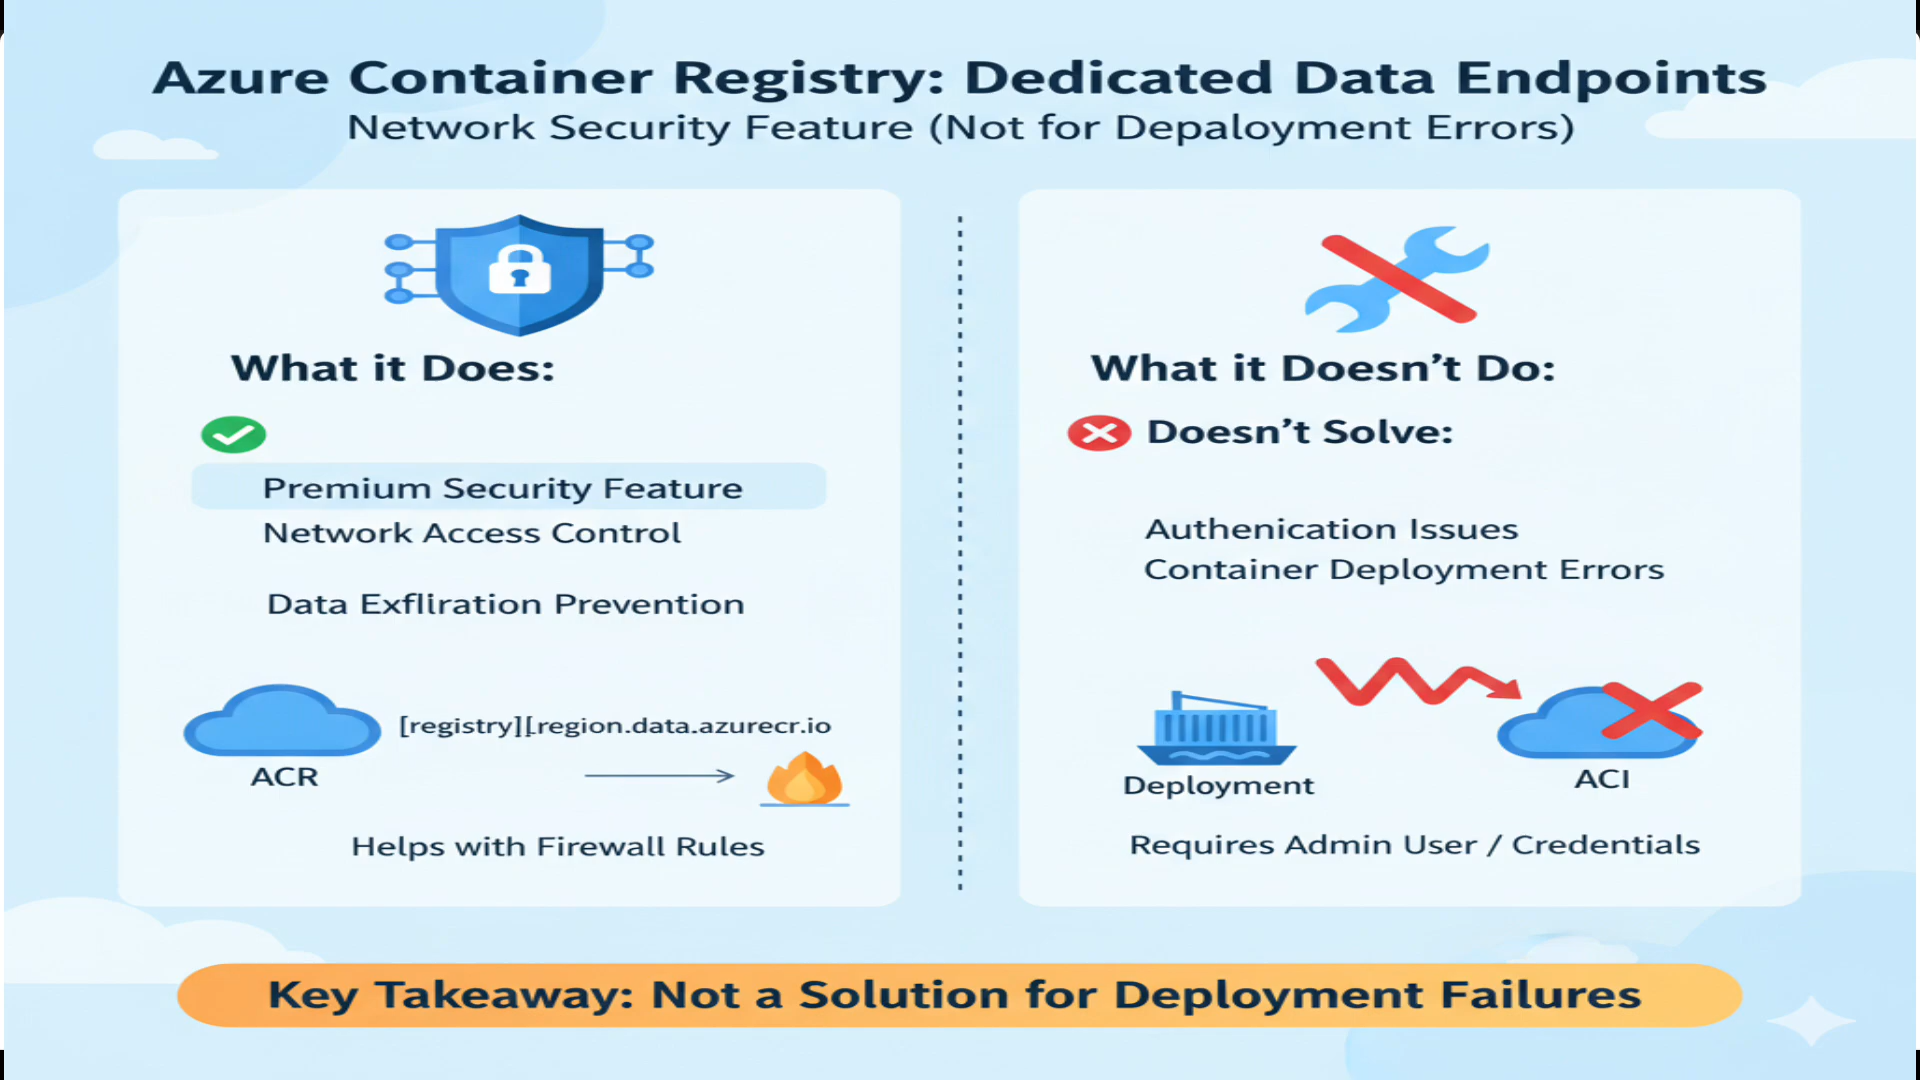 Azure Container Registry: Dedicated Data Endpoints
Network Security Feature (Not for Depaloyment Errors)
What it Does:
Premium Security Feature
Network Access Control
Data Exfliration Prevention
[registry][.region.data.azurecr.io
ACR
Helps with Firewall Rules
What it Doesn't Do:
Doesn't Solve:
Authenication Issues
Container Deployment Errors
Deployment
ACI
Requires Admin User / Credentials
Key Takeaway: Not a Solution for Deployment Failures